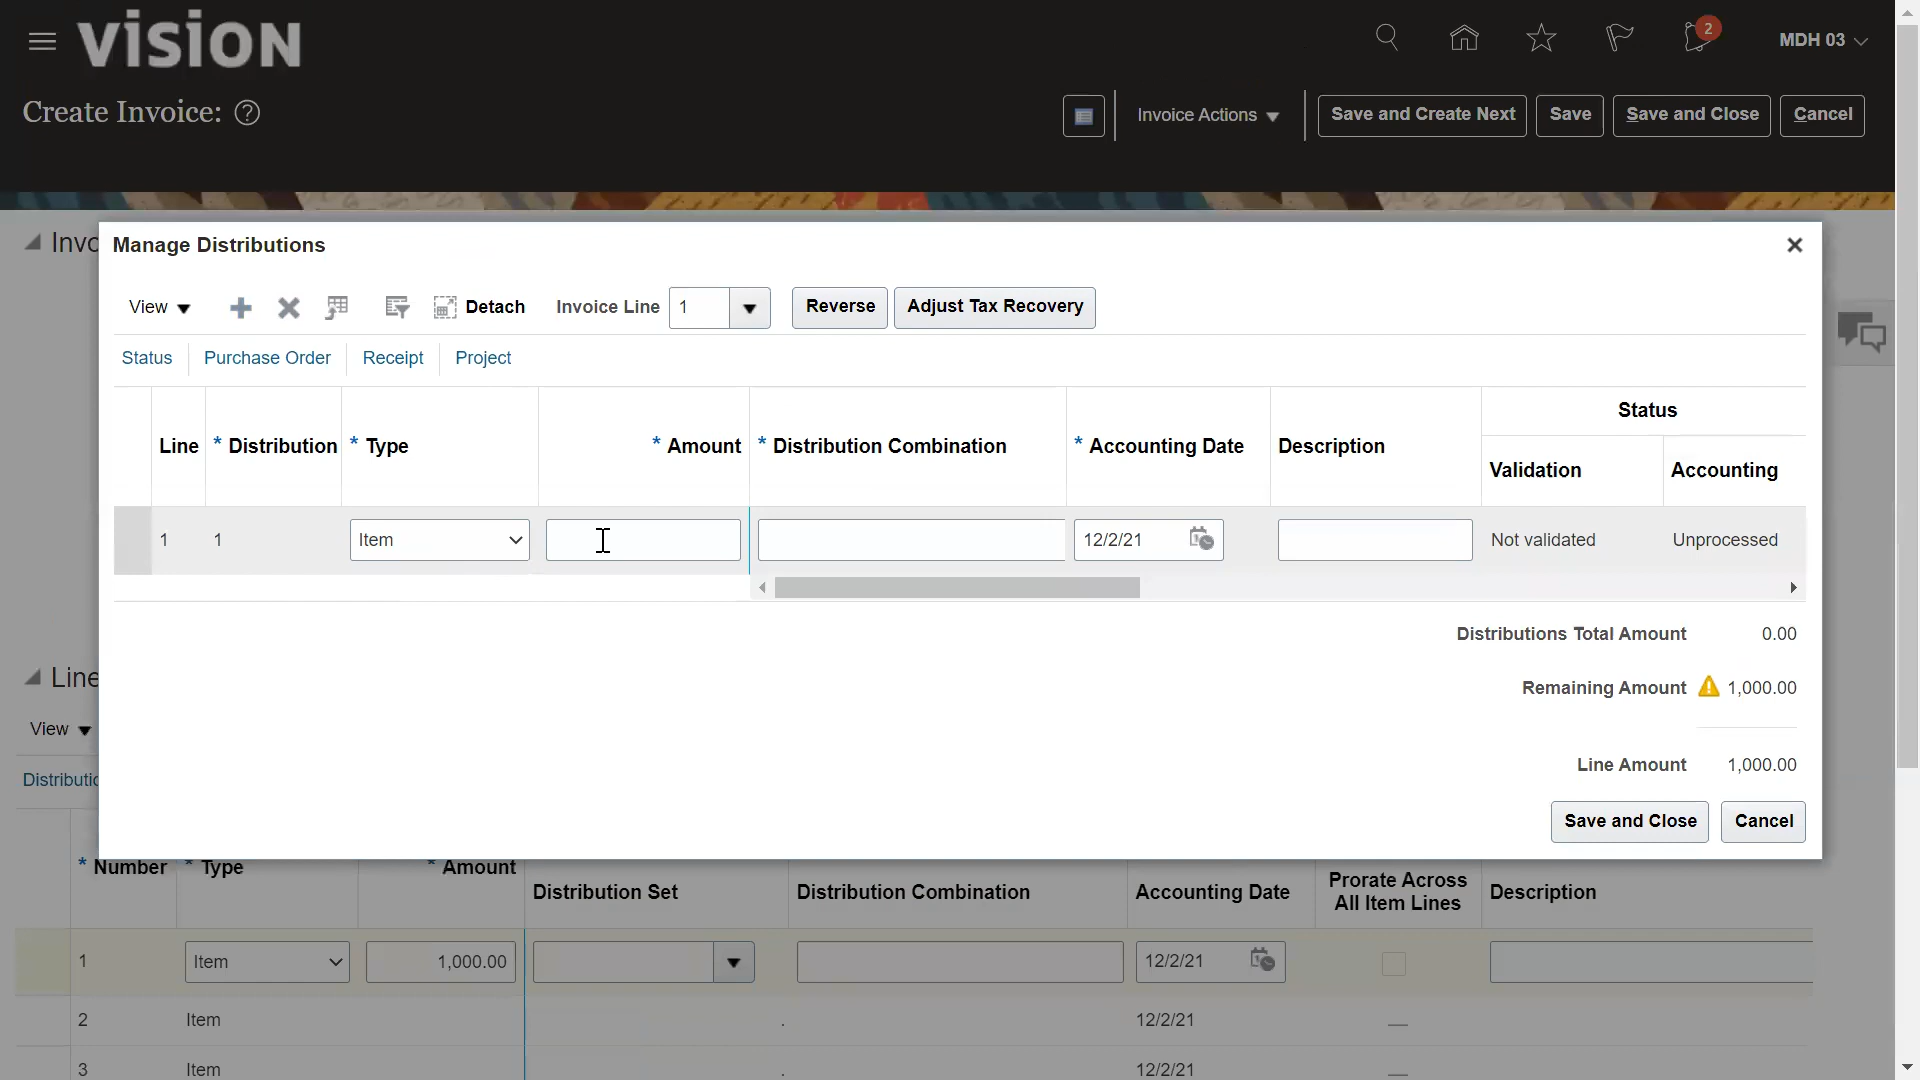 vision
2
MDH 03
Create Invoice: ?
Invoice Actions
Save and Create Next
Save
Save and Close
Cancel
Invo
Manage Distributions
View
Detach
Invoice Line
1
Reverse
Adjust Tax Recovery
Status
Purchase Order
Receipt
Project
Line
* Distribution
* Type
* Amount
* Distribution Combination
* Accounting Date
Description
Status
Validation
Accounting
1
1
Item
12/2/21
Not validated
Unprocessed
Distributions Total Amount 0.00
Remaining Amount 1,000.00
Line Amount 1,000.00
Save and Close
Cancel
Line
View
Distributio
* Number
* Type
* Amount
Distribution Set
Distribution Combination
Accounting Date
Prorate Across
All Item Lines
Description
1
Item
1,000.00
12/2/21
2
Item
.
12/2/21
—
3
Item
.
12/2/21
—